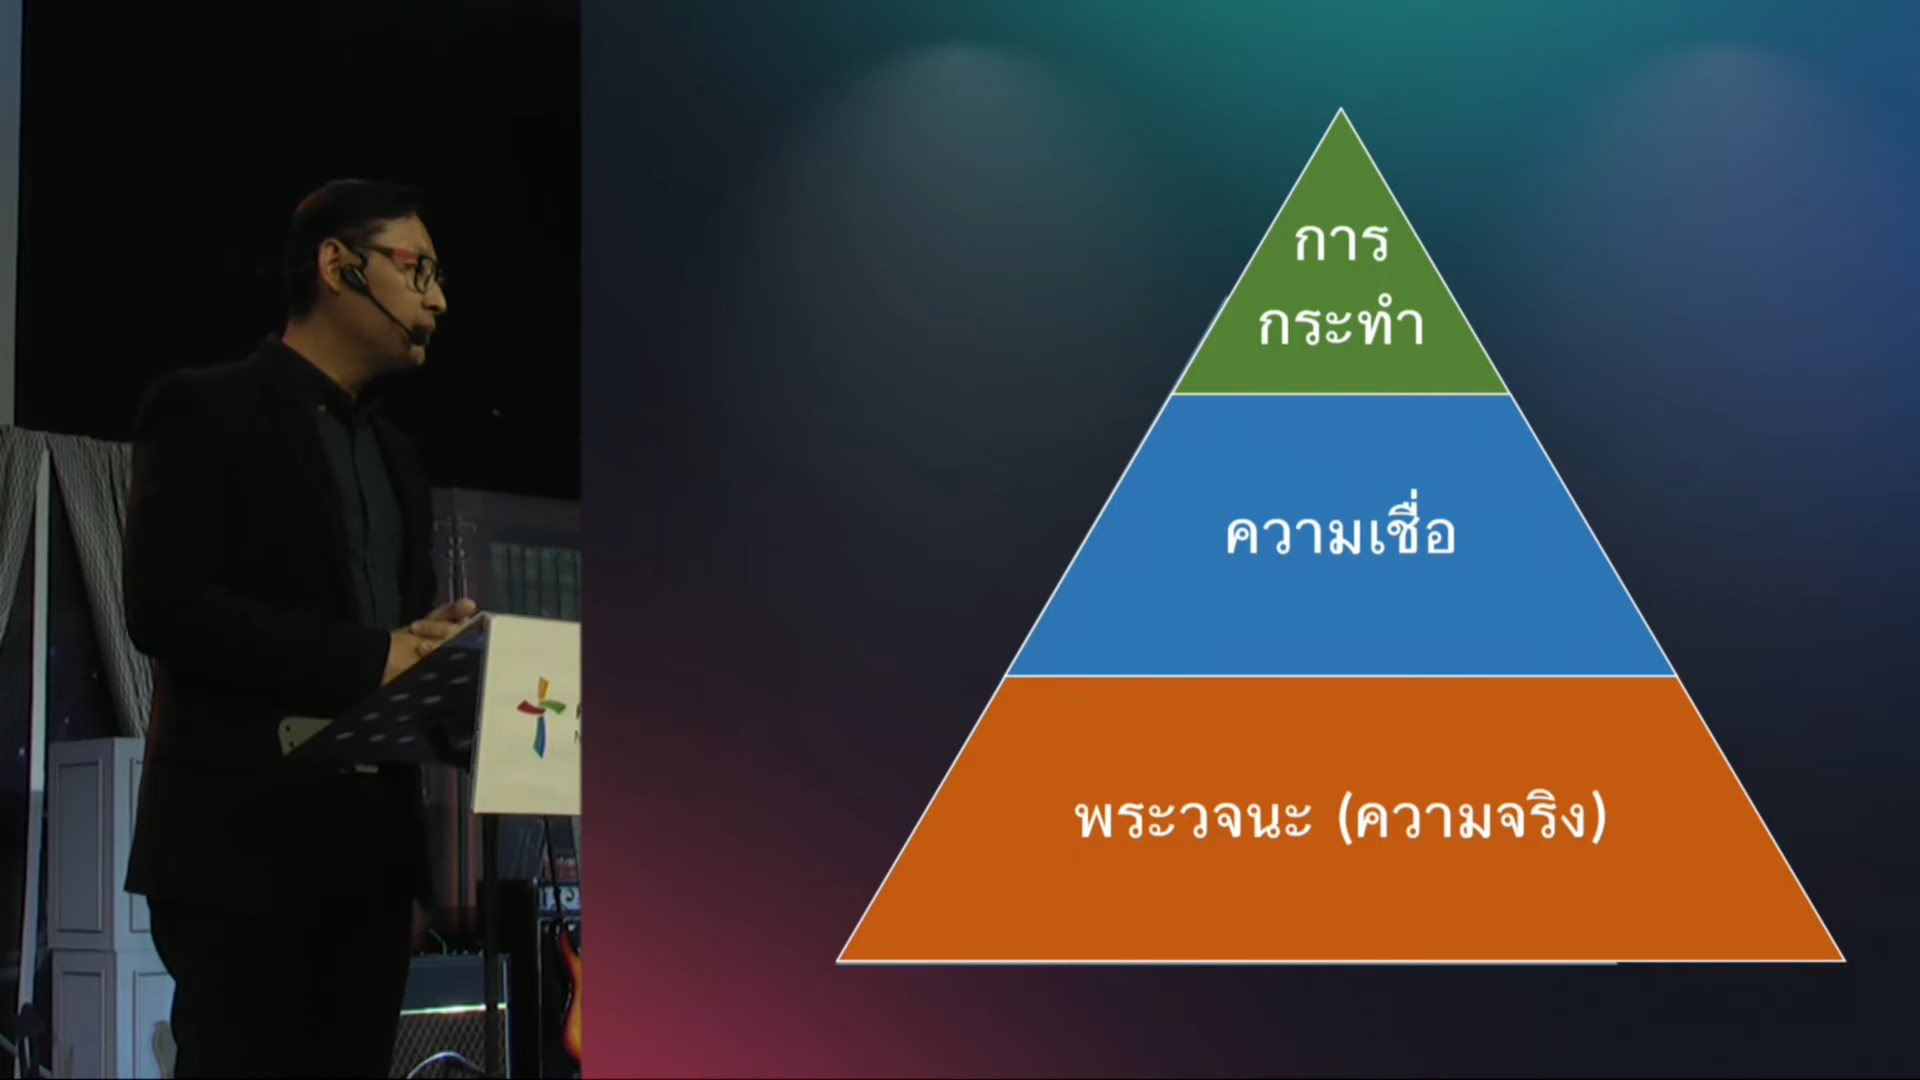 การ
กระทำ
ความเชื่อ
พระวจนะ (ความจริง)